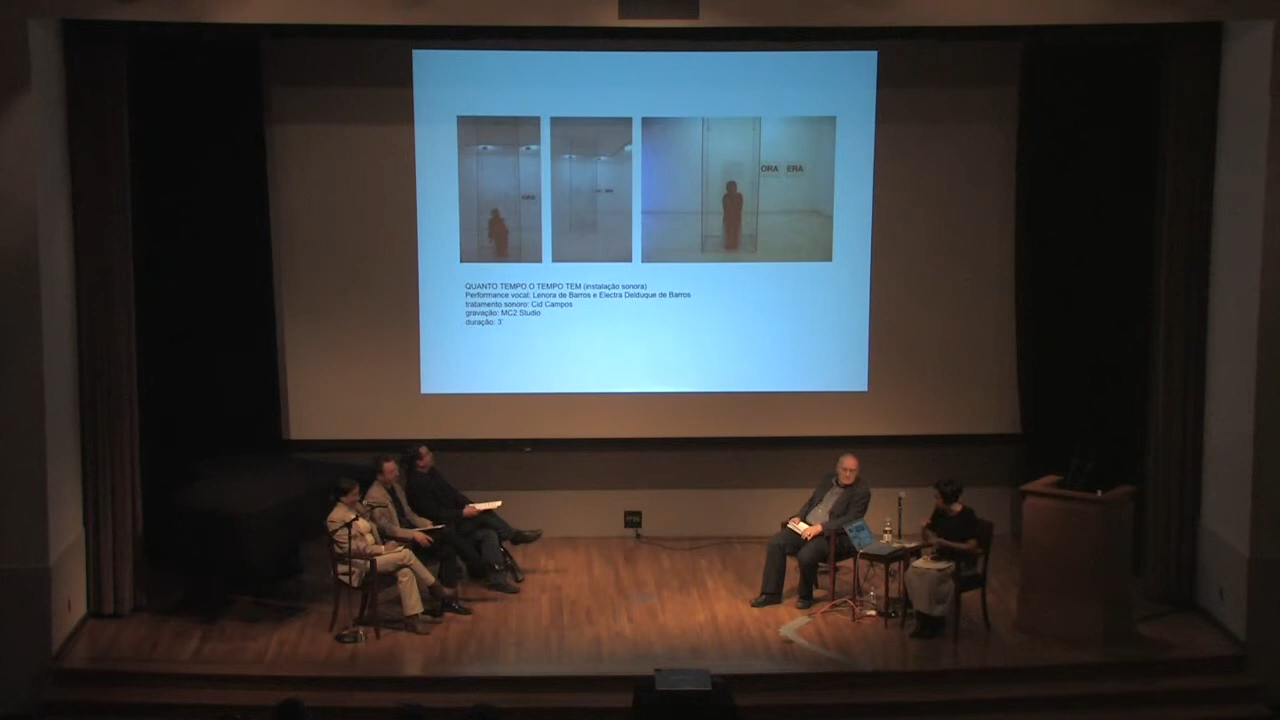 ORA
ORA ERA
QUANTO TEMPO O TEMPO TEM (instalação sonora)
Performance vocal: Lenora de Barros e Electra Delduque de Barros
tratamento sonoro: Cid Campos
gravação: MC2 Studio
duração: 3'